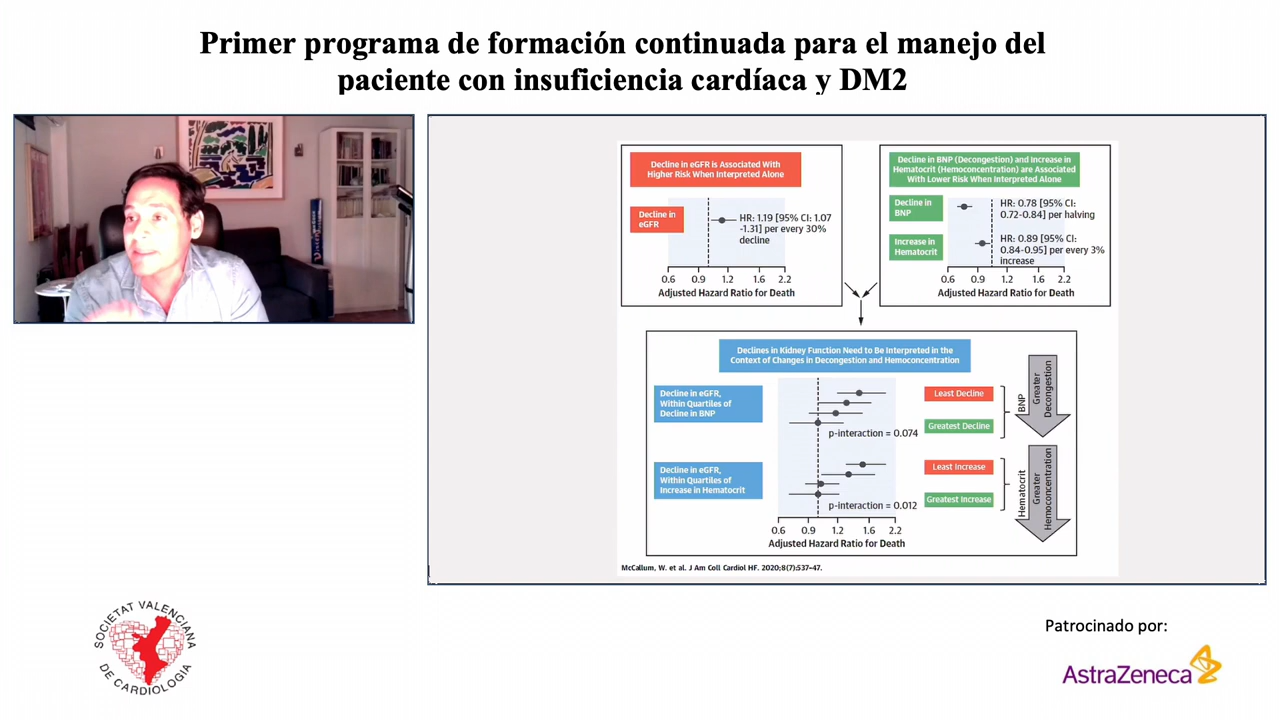 Primer programa de formación continuada para el manejo del
paciente con insuficiencia cardíaca y DM2
Decline in eGFR is Associated With
Higher Risk When Interpreted Alone
Decline in
eGFR
HR: 1.19 [95% CI: 1.07
-1.31] per every 30%
decline
0.6 0.9 1.2 1.6 2.2
Adjusted Hazard Ratio for Death
Decline in BNP (Decongestion) and Increase in
Hematocrit (Hemoconcentration) are Associated
With Lower Risk When Interpreted Alone
Decline in
BNP
HR: 0.78 [95% CI:
0.72-0.84] per halving
Increase in
Hematocrit
HR: 0.89 [95% CI:
0.84-0.95] per every 3%
increase
0.6 0.9 1.2 1.6 2.2
Adjusted Hazard Ratio for Death
Declines in Kidney Function Need to Be Interpreted in the
Context of Changes in Decongestion and Hemoconcentration
Decline in eGFR,
Within Quartiles of
Decline in BNP
p-interaction = 0.074
Least Decline
Greatest Decline
BNP
Greater
Decongestion
Decline in eGFR,
Within Quartiles of
Increase in Hematocrit
p-interaction = 0.012
Least Increase
Greatest Increase
Hematocrit
Greater
Hemoconcentration
0.6 0.9 1.2 1.6 2.2
Adjusted Hazard Ratio for Death
McCallum, W. et al. J Am Coll Cardiol HF. 2020;8(7):537-47.
SOCIETAT VALENCIANA
DE CARDIOLOGIA
Patrocinado por:
AstraZeneca